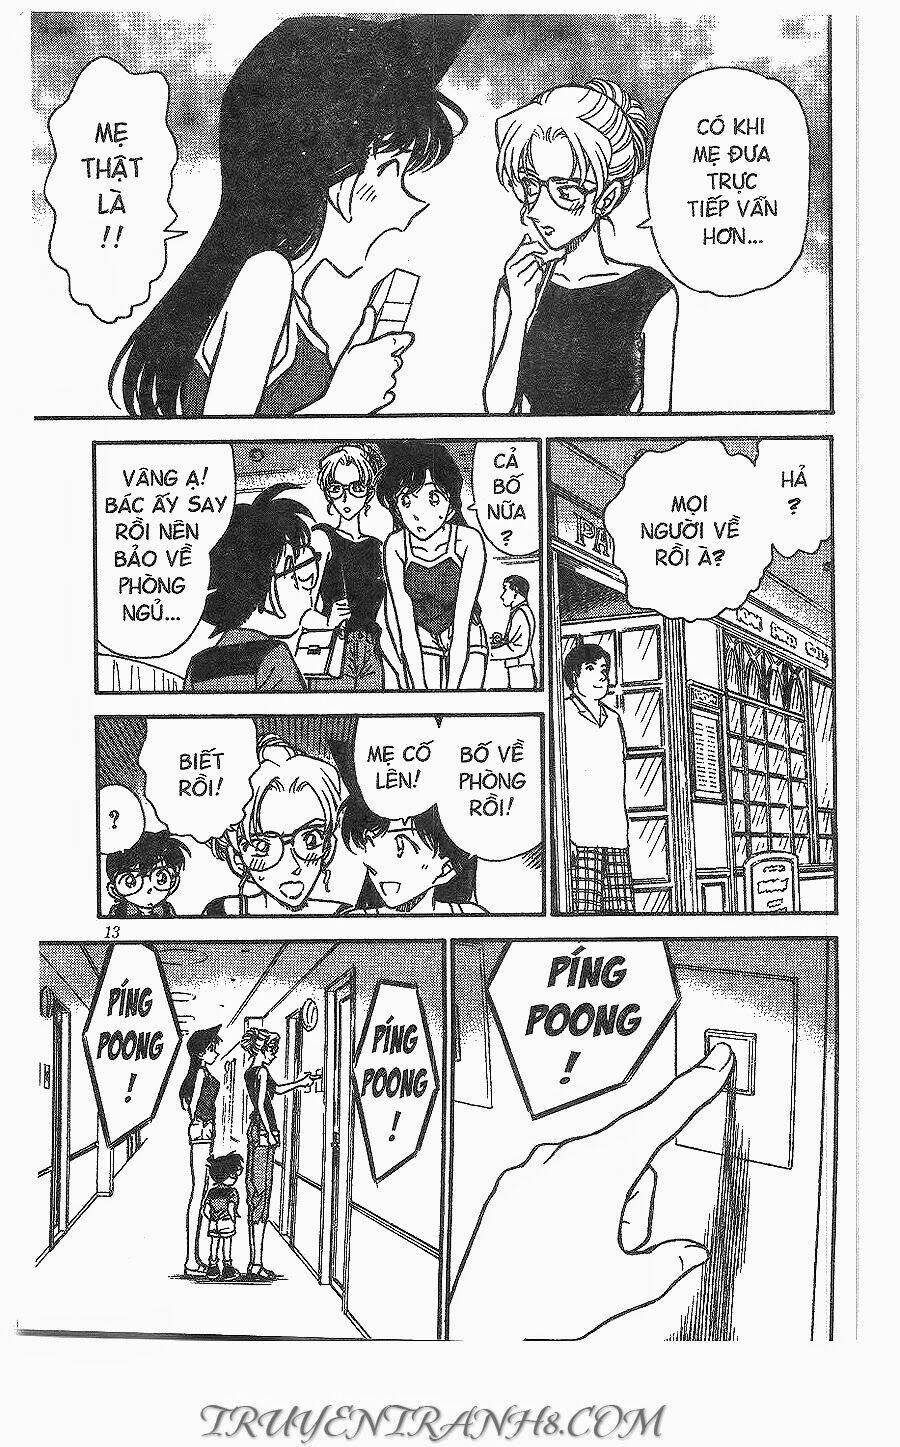 CÓ KHI
MẸ ĐƯA
TRỰC
TIẾP VẪN
HƠN...
MẸ
THẬT
LÀ
!!
HẢ
?
MỌI
NGƯỜI VỀ
RỒI À?
CẢ
BỐ
NỮA
?
VÂNG Ạ!
BÁC ẤY SAY
RỒI NÊN
BẢO VỀ
PHÒNG
NGỦ...
BỐ VỀ
PHÒNG
RỒI!
MẸ CỐ
LÊN!
BIẾT
RỒI!
?
13
PÍNG
POONG
!
PÍNG
POONG
!
PÍNG
POONG
!
TRUYENTRANH8.COM